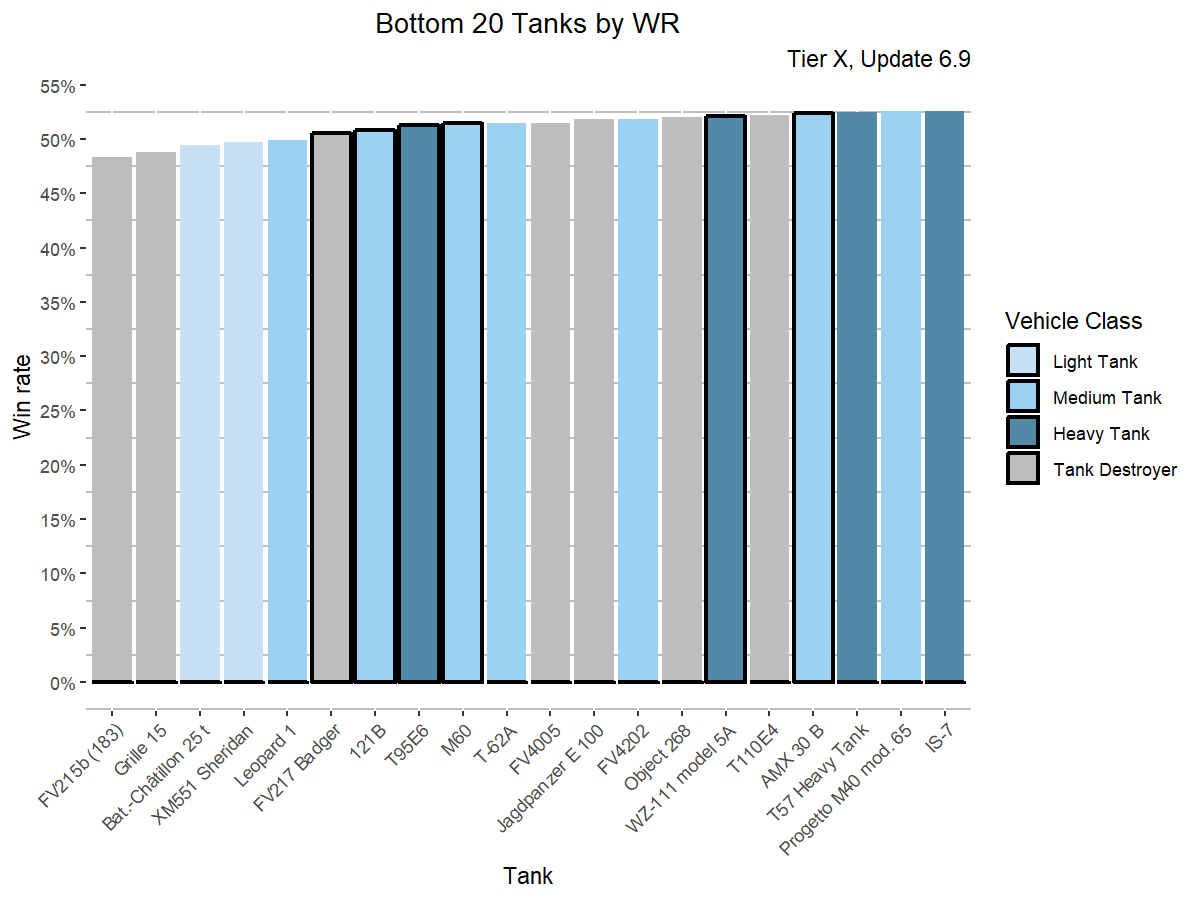 Bottom 20 Tanks by WR
Tier X, Update 6.9
55%
50%
45%
40%
35%
30%
25%
20%
15%
10%
5%
0%
Win rate
FV215b (183)
Grille 15
Bat.-Châtillon 25 t
XM551 Sheridan
Leopard 1
FV217 Badger
121B
T95E6
M60
T-62A
FV4005
Jagdpanzer E 100
FV4202
Object 268
WZ-111 model 5A
T110E4
AMX 30 B
T57 Heavy Tank
Progetto M40 mod. 65
IS-7
Tank
Vehicle Class
Light Tank
Medium Tank
Heavy Tank
Tank Destroyer